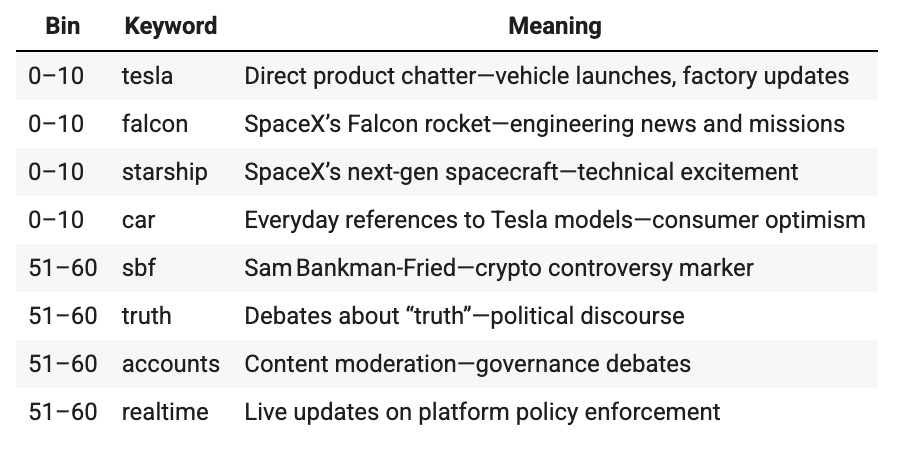 Bin Keyword Meaning
0–10 tesla Direct product chatter—vehicle launches, factory updates
0–10 falcon SpaceX’s Falcon rocket—engineering news and missions
0–10 starship SpaceX’s next-gen spacecraft—technical excitement
0–10 car Everyday references to Tesla models—consumer optimism
51–60 sbf Sam Bankman-Fried—crypto controversy marker
51–60 truth Debates about “truth”—political discourse
51–60 accounts Content moderation—governance debates
51–60 realtime Live updates on platform policy enforcement